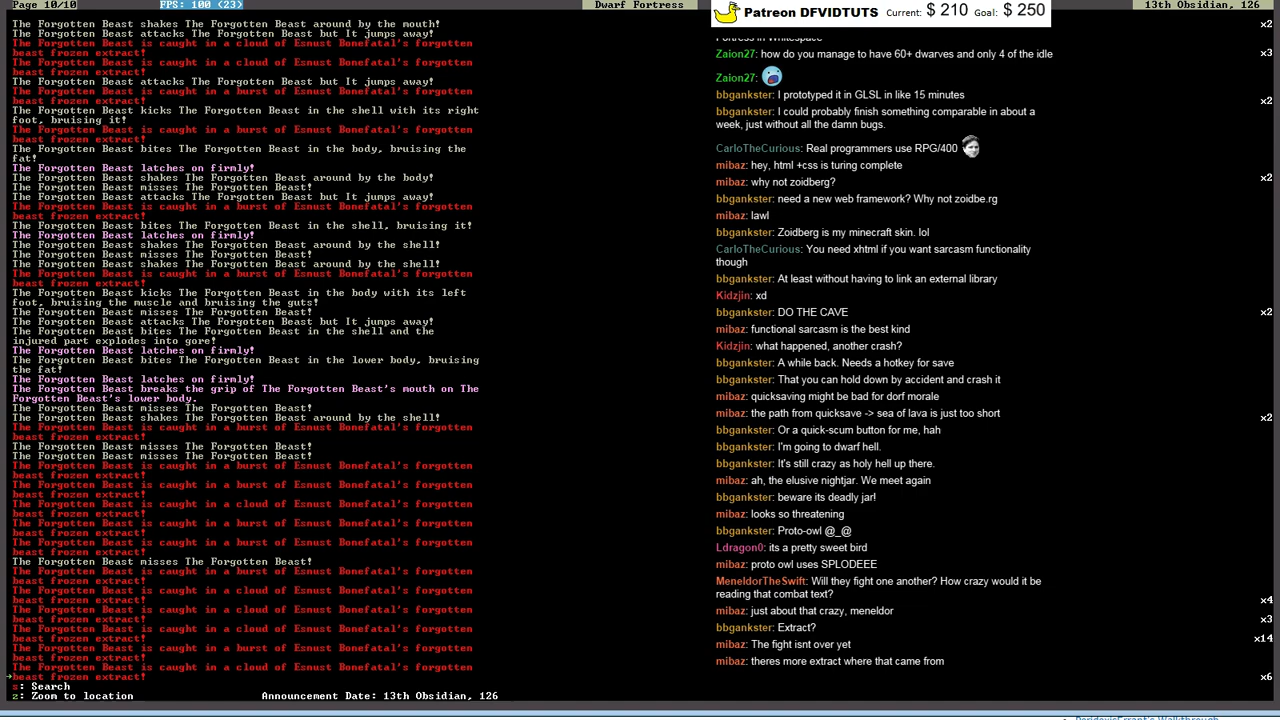 Page 10/10
FPS: 100 (23)
Dwarf Fortress
Patreon DFVIDTUTS Current: $ 210 Goal: $ 250
13th Obsidian, 126
The Forgotten Beast shakes The Forgotten Beast around by the mouth!
The Forgotten Beast attacks The Forgotten Beast but It jumps away!
The Forgotten Beast is caught in a cloud of Esnust Bonefatal's forgotten
beast frozen extract!
The Forgotten Beast is caught in a cloud of Esnust Bonefatal's forgotten
beast frozen extract!
The Forgotten Beast attacks The Forgotten Beast but It jumps away!
The Forgotten Beast is caught in a burst of Esnust Bonefatal's forgotten
beast frozen extract!
The Forgotten Beast kicks The Forgotten Beast in the shell with its right
foot, bruising it!
The Forgotten Beast is caught in a burst of Esnust Bonefatal's forgotten
beast frozen extract!
The Forgotten Beast bites The Forgotten Beast in the body, bruising the
fat!
The Forgotten Beast latches on firmly!
The Forgotten Beast shakes The Forgotten Beast around by the body!
The Forgotten Beast misses The Forgotten Beast!
The Forgotten Beast attacks The Forgotten Beast but It jumps away!
The Forgotten Beast is caught in a burst of Esnust Bonefatal's forgotten
beast frozen extract!
The Forgotten Beast bites The Forgotten Beast in the shell, bruising it!
The Forgotten Beast latches on firmly!
The Forgotten Beast shakes The Forgotten Beast around by the shell!
The Forgotten Beast misses The Forgotten Beast!
The Forgotten Beast shakes The Forgotten Beast around by the shell!
The Forgotten Beast is caught in a burst of Esnust Bonefatal's forgotten
beast frozen extract!
The Forgotten Beast kicks The Forgotten Beast in the body with its left
foot, bruising the muscle and bruising the guts!
The Forgotten Beast misses The Forgotten Beast!
The Forgotten Beast attacks The Forgotten Beast but It jumps away!
The Forgotten Beast bites The Forgotten Beast in the shell and the
injured part explodes into gore!
The Forgotten Beast latches on firmly!
The Forgotten Beast bites The Forgotten Beast in the lower body, bruising
the fat!
The Forgotten Beast latches on firmly!
The Forgotten Beast breaks the grip of The Forgotten Beast's mouth on The
Forgotten Beast's lower body.
The Forgotten Beast misses The Forgotten Beast!
The Forgotten Beast shakes The Forgotten Beast around by the shell!
The Forgotten Beast is caught in a burst of Esnust Bonefatal's forgotten
beast frozen extract!
The Forgotten Beast misses The Forgotten Beast!
The Forgotten Beast misses The Forgotten Beast!
The Forgotten Beast is caught in a burst of Esnust Bonefatal's forgotten
beast frozen extract!
The Forgotten Beast is caught in a burst of Esnust Bonefatal's forgotten
beast frozen extract!
The Forgotten Beast is caught in a cloud of Esnust Bonefatal's forgotten
beast frozen extract!
The Forgotten Beast is caught in a burst of Esnust Bonefatal's forgotten
beast frozen extract!
The Forgotten Beast is caught in a burst of Esnust Bonefatal's forgotten
beast frozen extract!
The Forgotten Beast misses The Forgotten Beast!
The Forgotten Beast is caught in a burst of Esnust Bonefatal's forgotten
beast frozen extract!
The Forgotten Beast is caught in a cloud of Esnust Bonefatal's forgotten
beast frozen extract!
The Forgotten Beast is caught in a cloud of Esnust Bonefatal's forgotten
beast frozen extract!
The Forgotten Beast is caught in a cloud of Esnust Bonefatal's forgotten
beast frozen extract!
The Forgotten Beast is caught in a burst of Esnust Bonefatal's forgotten
beast frozen extract!
The Forgotten Beast is caught in a cloud of Esnust Bonefatal's forgotten
beast frozen extract!
s: Search
z: Zoom to location
Announcement Date: 13th Obsidian, 126
Fortress in Whitespace
Zaion27: how do you manage to have 60+ dwarves and only 4 of the idle
Zaion27:
bbgankster: I prototyped it in GLSL in like 15 minutes
bbgankster: I could probably finish something comparable in about a
week, just without all the damn bugs.
CarloTheCurious: Real programmers use RPG/400
mibaz: hey, html +css is turing complete
mibaz: why not zoidberg?
bbgankster: need a new web framework? Why not zoidbe.rg
mibaz: lawl
bbgankster: Zoidberg is my minecraft skin. lol
CarloTheCurious: You need xhtml if you want sarcasm functionality
though
bbgankster: At least without having to link an external library
Kidzjin: xd
bbgankster: DO THE CAVE
mibaz: functional sarcasm is the best kind
Kidzjin: what happened, another crash?
bbgankster: A while back. Needs a hotkey for save
bbgankster: That you can hold down by accident and crash it
mibaz: quicksaving might be bad for dorf morale
mibaz: the path from quicksave -> sea of lava is just too short
bbgankster: Or a quick-scum button for me, hah
bbgankster: I'm going to dwarf hell.
bbgankster: It's still crazy as holy hell up there.
mibaz: ah, the elusive nightjar. We meet again
bbgankster: beware its deadly jar!
mibaz: looks so threatening
bbgankster: Proto-owl @_@
Ldragon0: its a pretty sweet bird
mibaz: proto owl uses SPLODEEE
MeneldorTheSwift: Will they fight one another? How crazy would it be
reading that combat text?
mibaz: just about that crazy, meneldor
bbgankster: Extract?
mibaz: The fight isnt over yet
mibaz: theres more extract where that came from
x2
x3
x2
x2
x2
x2
x4
x3
x14
x6